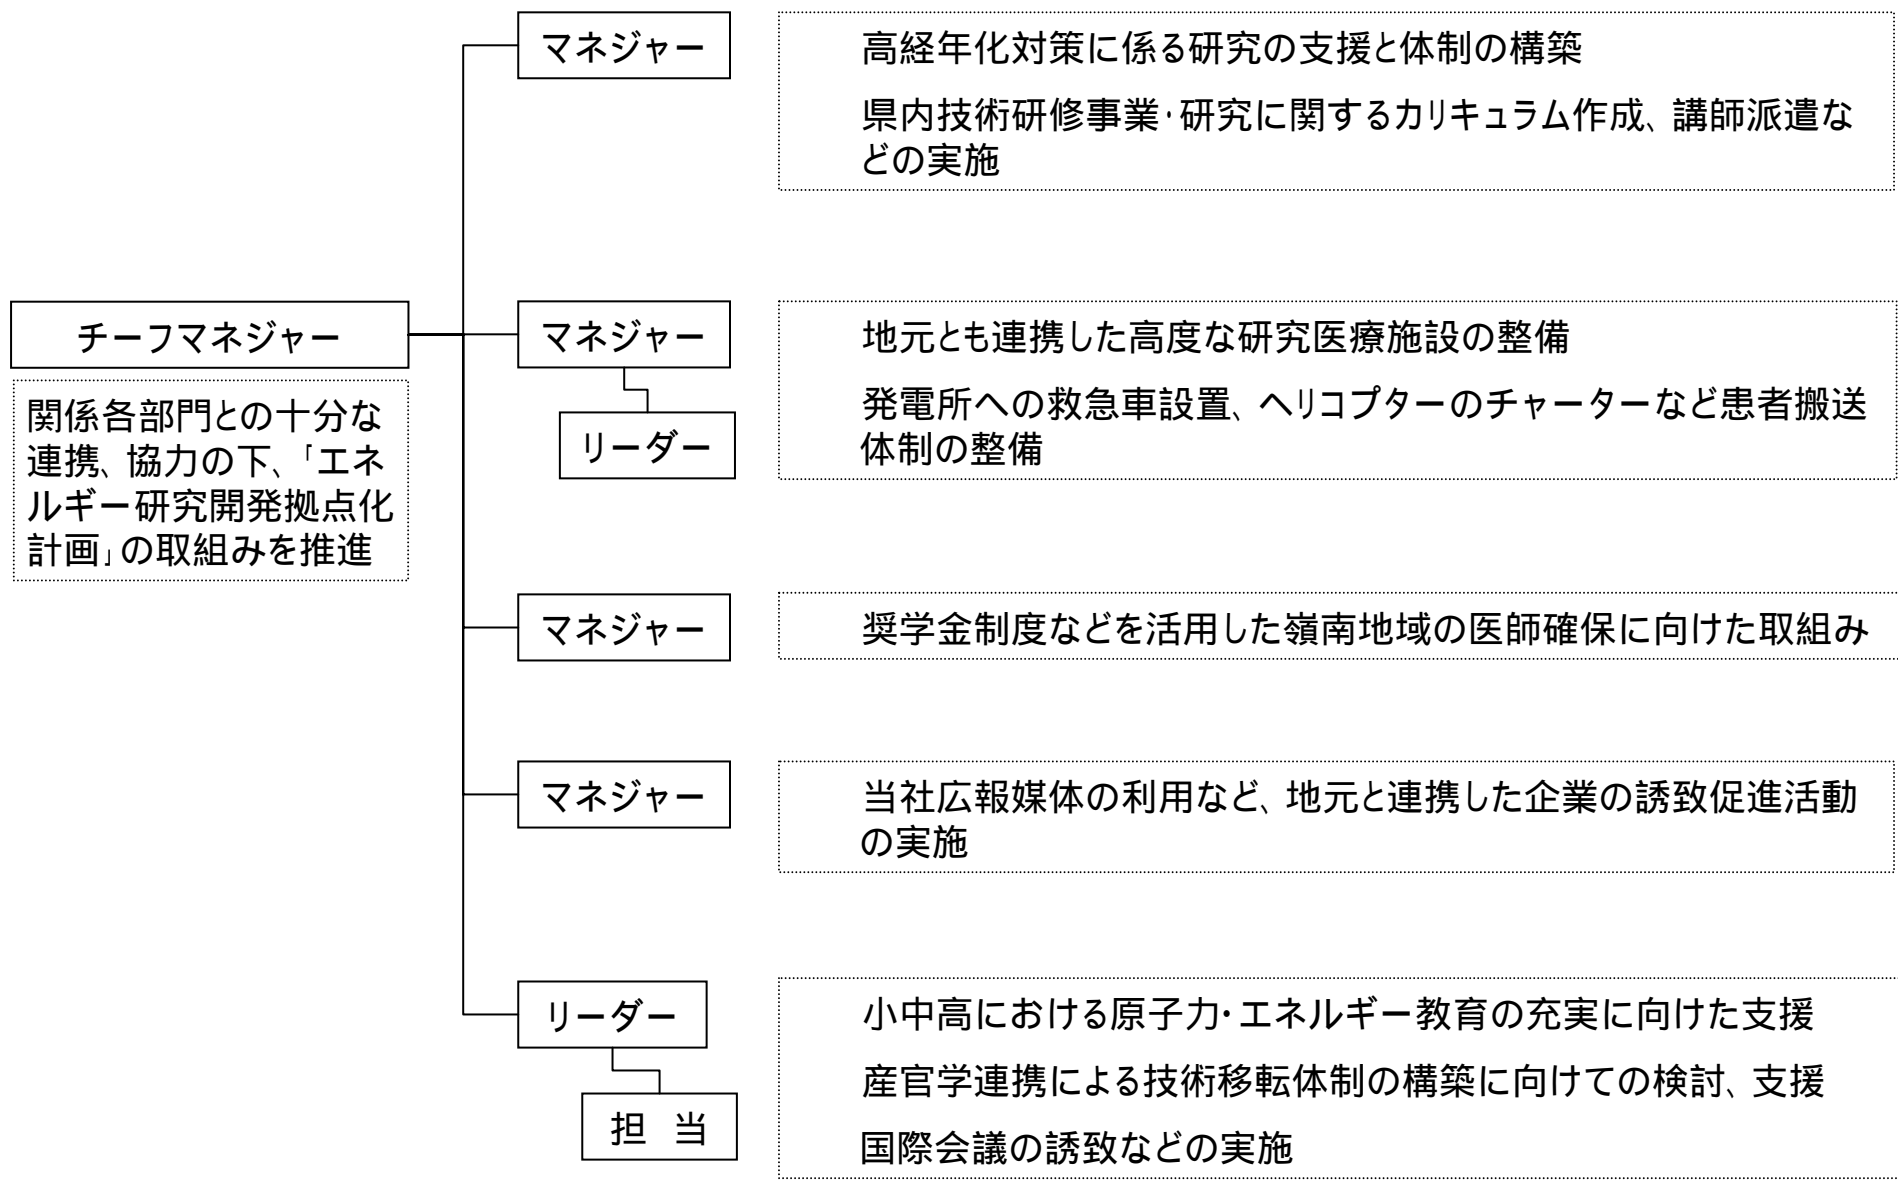 マネジャー
高経年化対策に係る研究の支援と体制の構築
県内技術研修事業・研究に関するカリキュラム作成、講師派遣な
どの実施
チーフマネジャー
関係各部門との十分な
連携、協力の下、「エネ
ルギー研究開発拠点化
計画」の取組みを推進
マネジャー
リーダー
地元とも連携した高度な研究医療施設の整備
発電所への救急車設置、ヘリコプターのチャーターなど患者搬送
体制の整備
マネジャー
奨学金制度などを活用した嶺南地域の医師確保に向けた取組み
マネジャー
当社広報媒体の利用など、地元と連携した企業の誘致促進活動
の実施
リーダー
担　当
小中高における原子力・エネルギー教育の充実に向けた支援
産官学連携による技術移転体制の構築に向けての検討、支援
国際会議の誘致などの実施